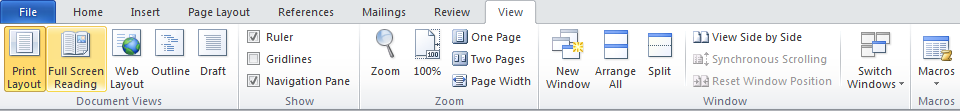 File Home Insert Page Layout References Mailings Review View
Print Layout
Full Screen Reading
Web Layout
Outline
Draft
Document Views
Ruler
Gridlines
Navigation Pane
Show
Zoom
100
100%
One Page
Two Pages
Page Width
Zoom
New Window
Arrange All
Split
View Side by Side
Synchronous Scrolling
Reset Window Position
Window
Switch Windows
Macros
Macros